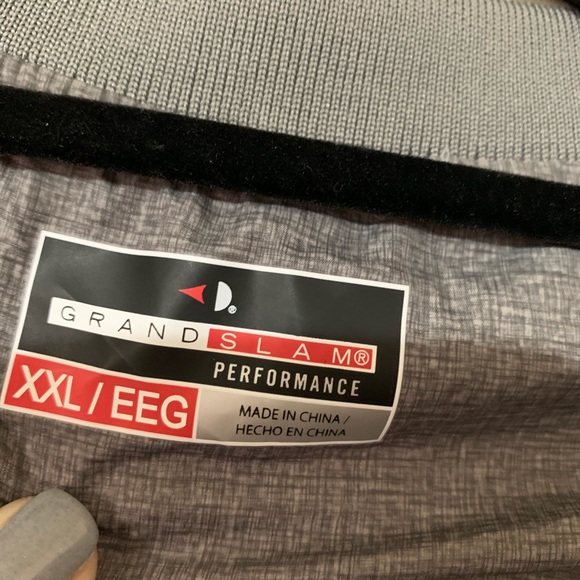 GRAND SLAM®
PERFORMANCE
XXL/EEG
MADE IN CHINA/
HECHO EN CHINA